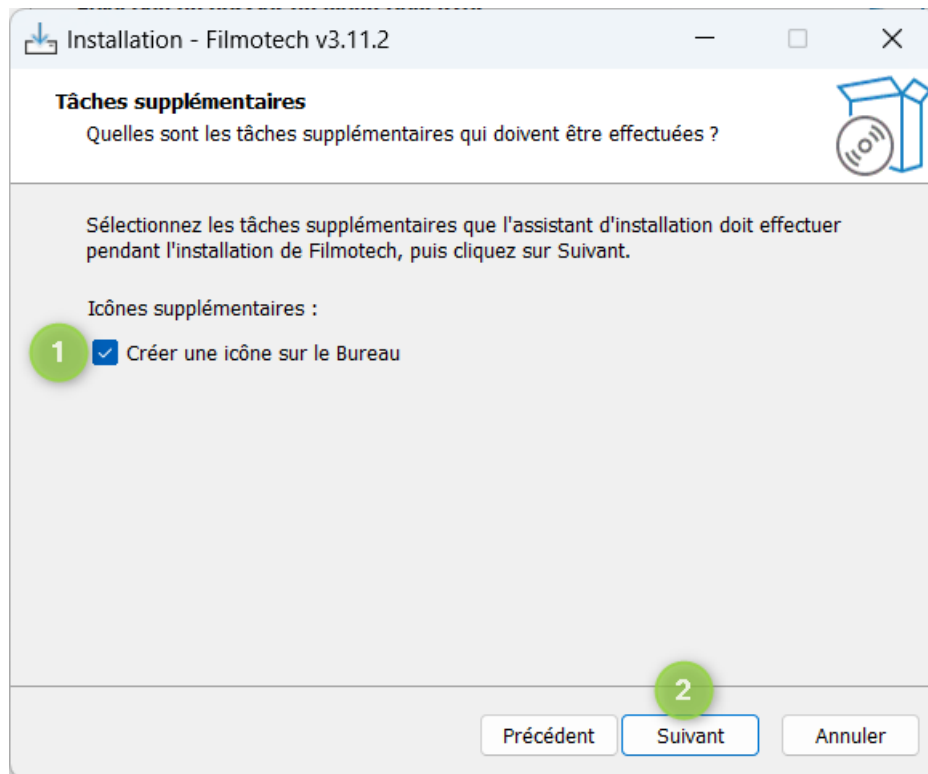 Installation - Filmotech v3.11.2
Tâches supplémentaires
Quelles sont les tâches supplémentaires qui doivent être effectuées ?
Sélectionnez les tâches supplémentaires que l'assistant d'installation doit effectuer
pendant l'installation de Filmotech, puis cliquez sur Suivant.
Icônes supplémentaires :
1 Créer une icône sur le Bureau
2
Précédent Suivant Annuler